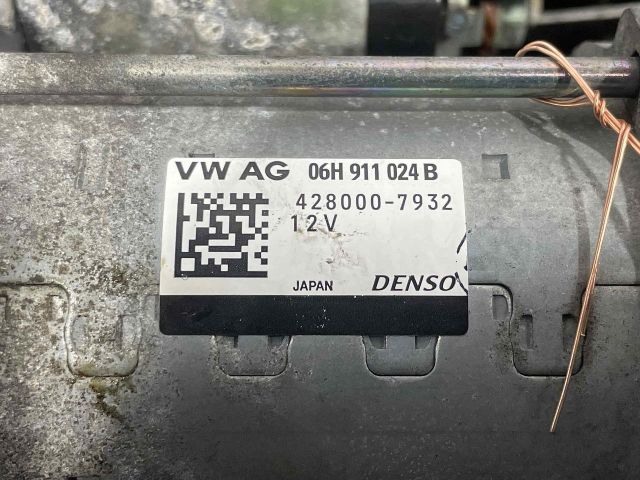 VW AG 06H 911 024 B
428000-7932
12V
JAPAN DENSO